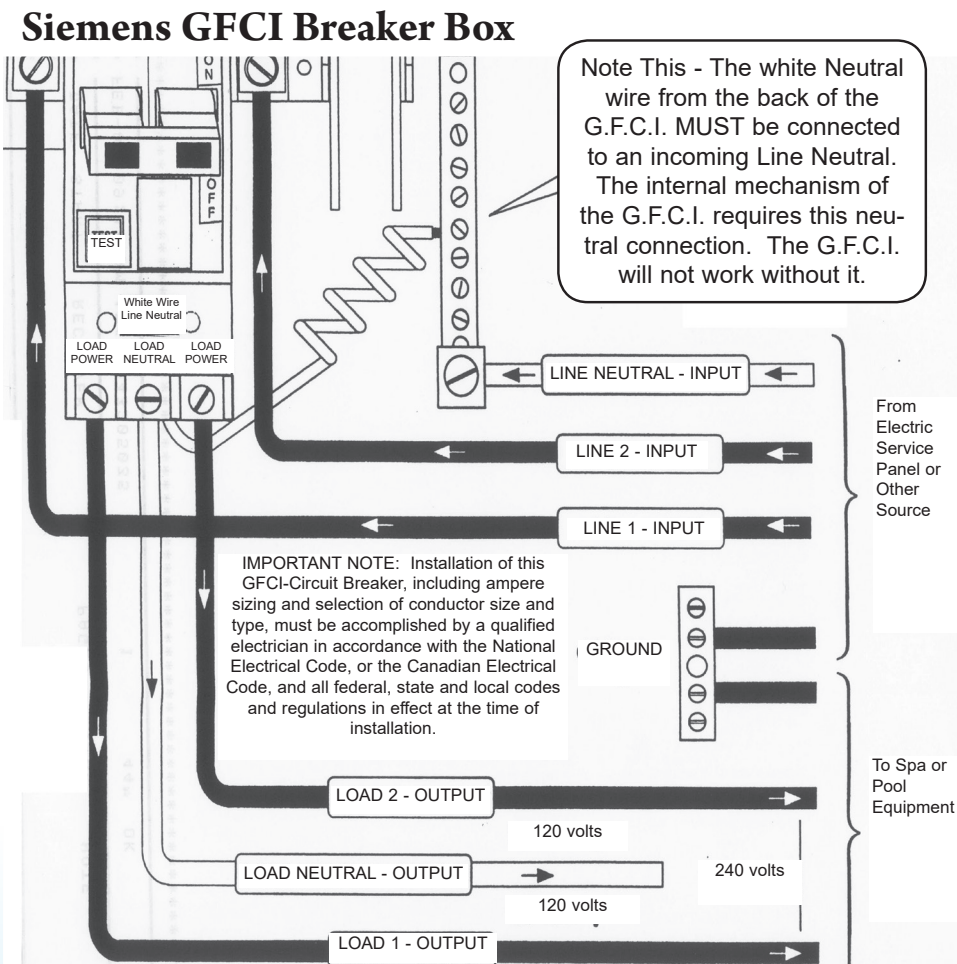 Siemens GFCI Breaker Box
Note This - The white Neutral
wire from the back of the
G.F.C.I. MUST be connected
to an incoming Line Neutral.
The internal mechanism of
the G.F.C.I. requires this neu-
tral connection.  The G.F.C.I.
will not work without it.
ON
OFF
TEST
White Wire
Line Neutral
LOAD
POWER
LOAD
NEUTRAL
LOAD
POWER
LINE NEUTRAL - INPUT
LINE 2 - INPUT
LINE 1 - INPUT
From
Electric
Service
Panel or
Other
Source
IMPORTANT NOTE:  Installation of this
GFCI-Circuit Breaker, including ampere
sizing and selection of conductor size and
type, must be accomplished by a qualified
electrician in accordance with the National
Electrical Code, or the Canadian Electrical
Code, and all federal, state and local codes
and regulations in effect at the time of
installation.
GROUND
To Spa or
Pool
Equipment
LOAD 2 - OUTPUT
120 volts
LOAD NEUTRAL - OUTPUT
240 volts
120 volts
LOAD 1 - OUTPUT